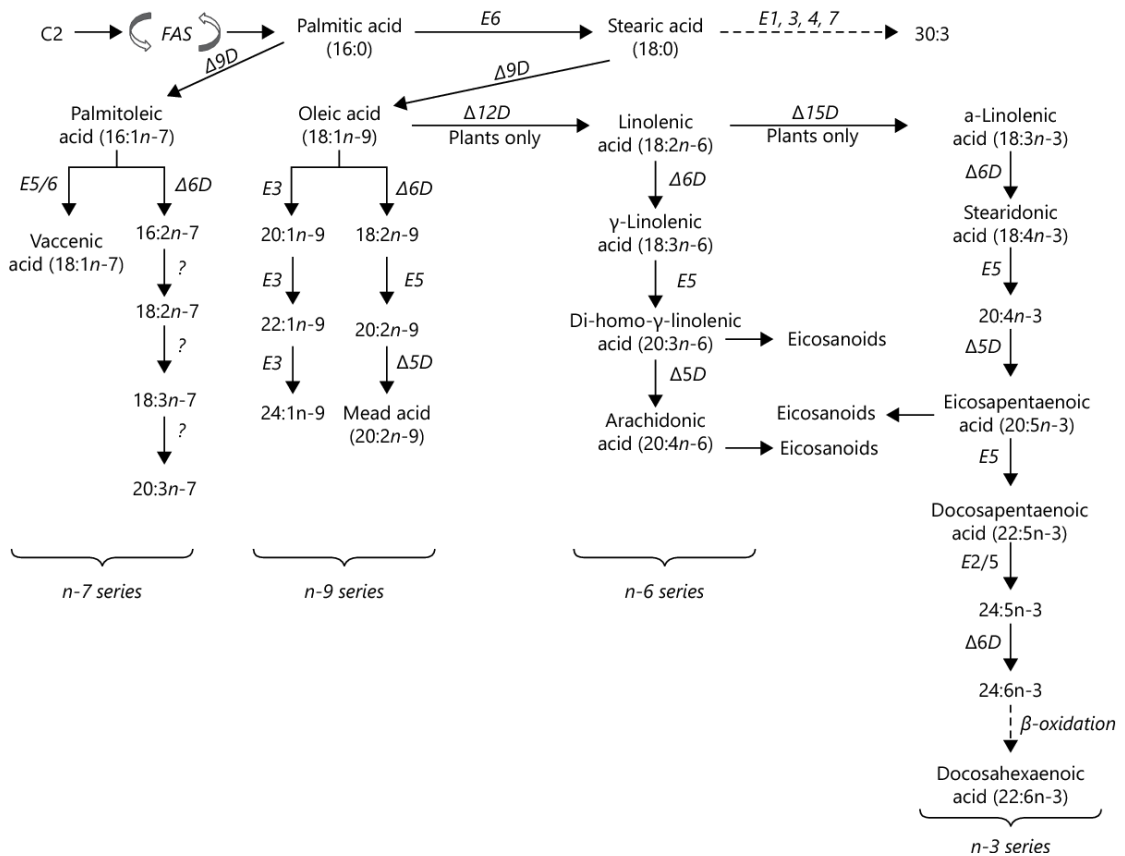 C2
FAS
Palmitic acid
(16:0)
E6
Stearic acid
(18:0)
E1, 3, 4, 7
30:3
Δ9D
Δ9D
Palmitoleic
acid (16:1n-7)
Oleic acid
(18:1n-9)
Δ12D
Plants only
Linolenic
acid (18:2n-6)
Δ15D
Plants only
a-Linolenic
acid (18:3n-3)
E5/6
Δ6D
Vaccenic
acid (18:1n-7)
16:2n-7
?
18:2n-7
?
18:3n-7
?
20:3n-7
n-7 series
E3
Δ6D
20:1n-9
18:2n-9
E3
E5
22:1n-9
20:2n-9
E3
Δ5D
24:1n-9
Mead acid
(20:2n-9)
n-9 series
Δ6D
γ-Linolenic
acid (18:3n-6)
E5
Di-homo-γ-linolenic
acid (20:3n-6)
Eicosanoids
Δ5D
Arachidonic
acid (20:4n-6)
Eicosanoids
n-6 series
Δ6D
Stearidonic
acid (18:4n-3)
E5
20:4n-3
Δ5D
Eicosapentaenoic
acid (20:5n-3)
Eicosanoids
E5
Docosapentaenoic
acid (22:5n-3)
E2/5
24:5n-3
Δ6D
24:6n-3
β-oxidation
Docosahexaenoic
acid (22:6n-3)
n-3 series